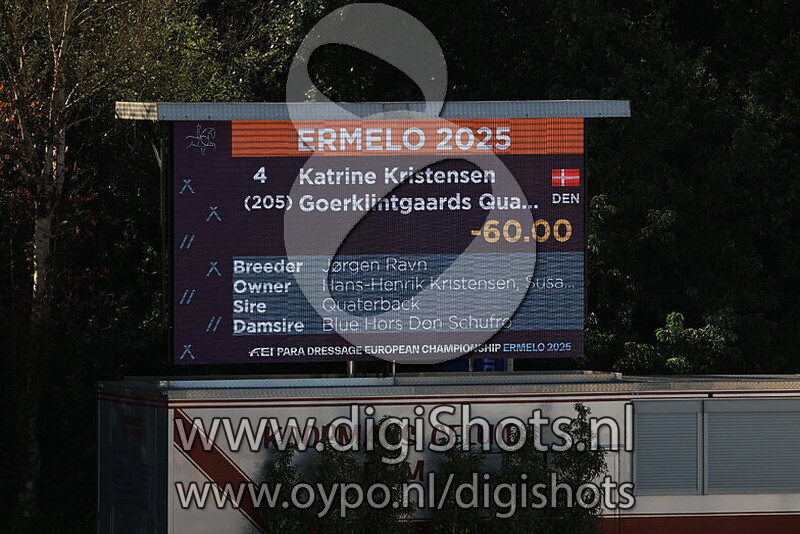 ERMELO 2025
4 Katrine Kristensen
(205) Goerklintgaards Qua... DEN
-60.00
Breeder Jørgen Ravn
Owner Hans-Henrik Kristensen, Susa...
Sire Quaterback
Damsire Blue Hors Don Schufro
FEI PARA DRESSAGE EUROPEAN CHAMPIONSHIP ERMELO 2025
www.digiShots.nl
www.oypo.nl/digishots